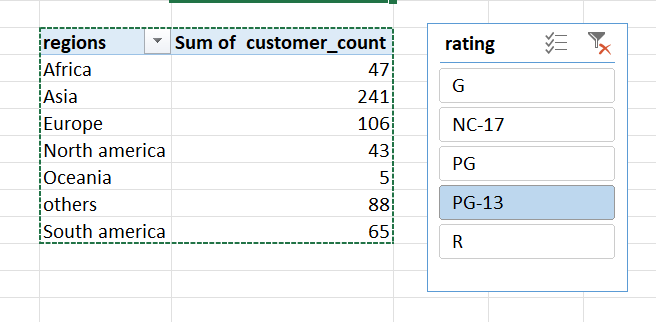 regions Sum of  customer_count
Africa 47
Asia 241
Europe 106
North america 43
Oceania 5
others 88
South america 65
rating
G
NC-17
PG
PG-13
R